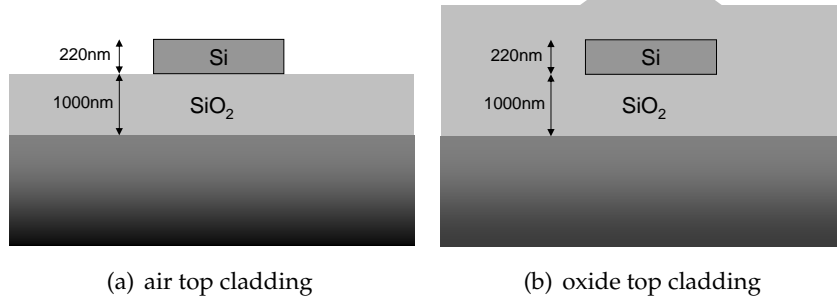 220nm
Si
1000nm
SiO₂
220nm
Si
1000nm
SiO₂
(a) air top cladding
(b) oxide top cladding